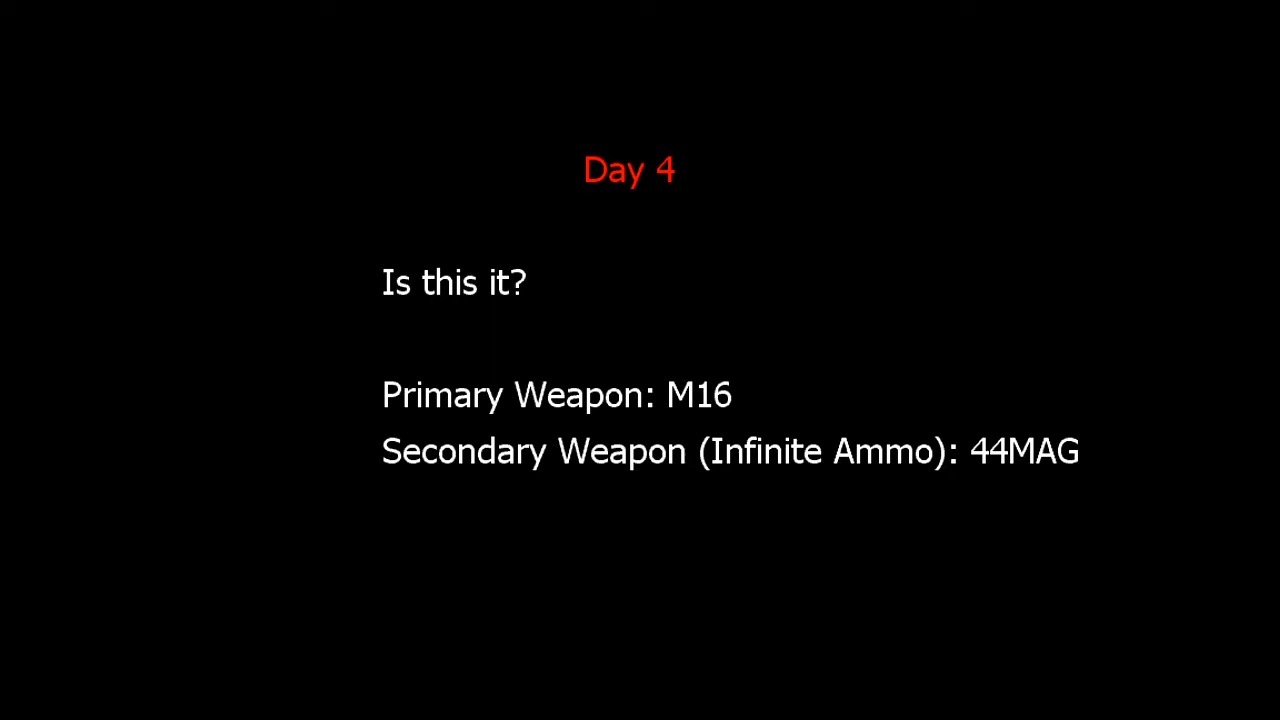 Day 4
Is this it?
Primary Weapon: M16
Secondary Weapon (Infinite Ammo): 44MAG